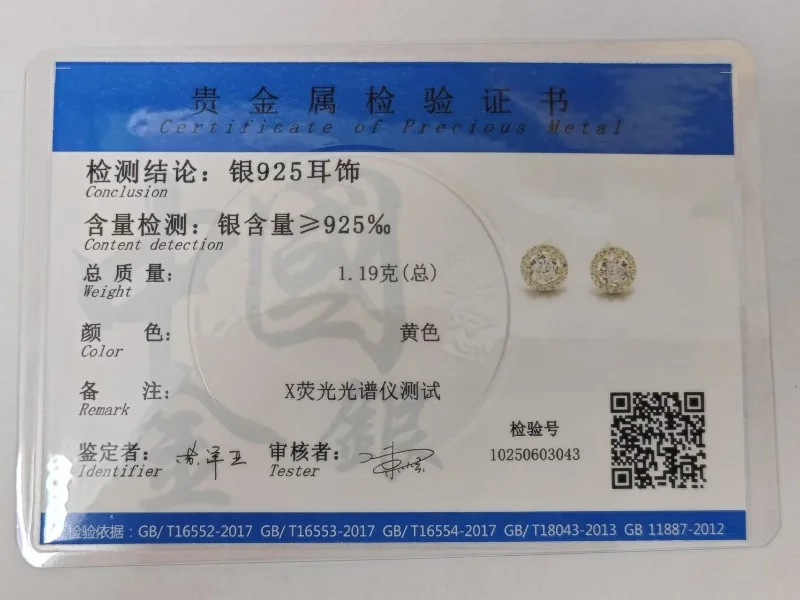 贵金属检验证书
Certificate of Precious Metal
检测结论：银925耳饰
Conclusion
含量检测：银含量≥925‰
Content detection
总质量： 1.19克(总)
Weight
颜色： 黄色
Color
备注： X荧光光谱仪测试
Remark
鉴定者： 审核者：
Identifier Tester
检验号
10250603043
检验依据：GB/T16552-2017 GB/T16553-2017 GB/T16554-2017 GB/T18043-2013 GB 11887-2012
中國
金銀